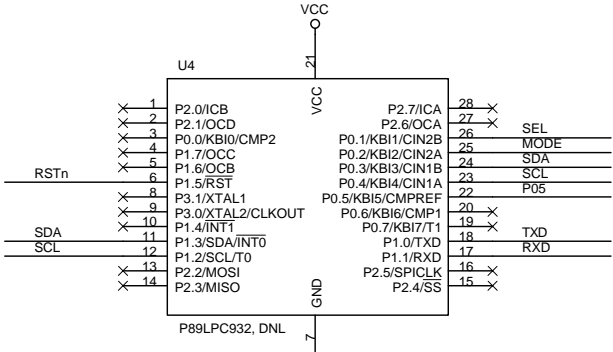 VCC
U4
21
VCC
1 P2.0/ICB P2.7/ICA 28
2 P2.1/OCD P2.6/OCA 27
3 P0.0/KBI0/CMP2 P0.1/KBI1/CIN2B 26 SEL
4 P1.7/OCC P0.2/KBI2/CIN2A 25 MODE
5 P1.6/OCB P0.3/KBI3/CIN1B 24 SDA
RSTn 6 P1.5/RST P0.4/KBI4/CIN1A 23 SCL
8 P3.1/XTAL1 P0.5/KBI5/CMPREF 22 P05
9 P3.0/XTAL2/CLKOUT P0.6/KBI6/CMP1 20
10 P1.4/INT1 P0.7/KBI7/T1 19
SDA 11 P1.3/SDA/INT0 P1.0/TXD 18 TXD
SCL 12 P1.2/SCL/T0 P1.1/RXD 17 RXD
13 P2.2/MOSI P2.5/SPICLK 16
14 P2.3/MISO P2.4/SS 15
GND
P89LPC932, DNL
7